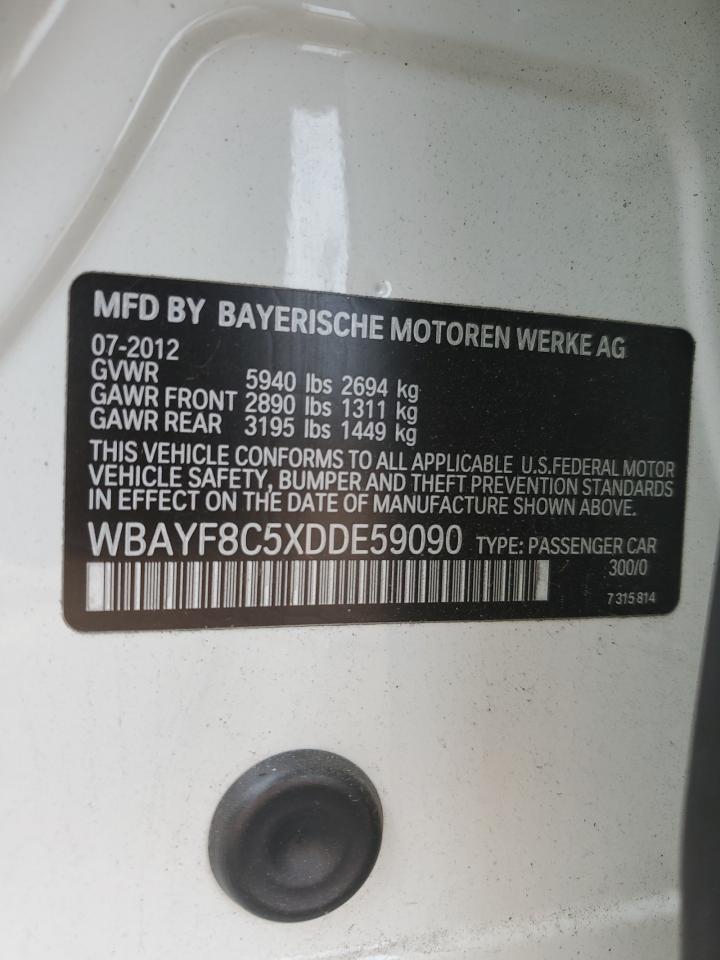 MFD BY BAYERISCHE MOTOREN WERKE AG
07-2012
GVWR 5940 lbs 2694 kg
GAWR FRONT 2890 lbs 1311 kg
GAWR REAR 3195 lbs 1449 kg
THIS VEHICLE CONFORMS TO ALL APPLICABLE U.S.FEDERAL MOTOR
VEHICLE SAFETY, BUMPER AND THEFT PREVENTION STANDARDS
IN EFFECT ON THE DATE OF MANUFACTURE SHOWN ABOVE.
WBAYF8C5XDDE59090 TYPE: PASSENGER CAR
300/0
7 315 814